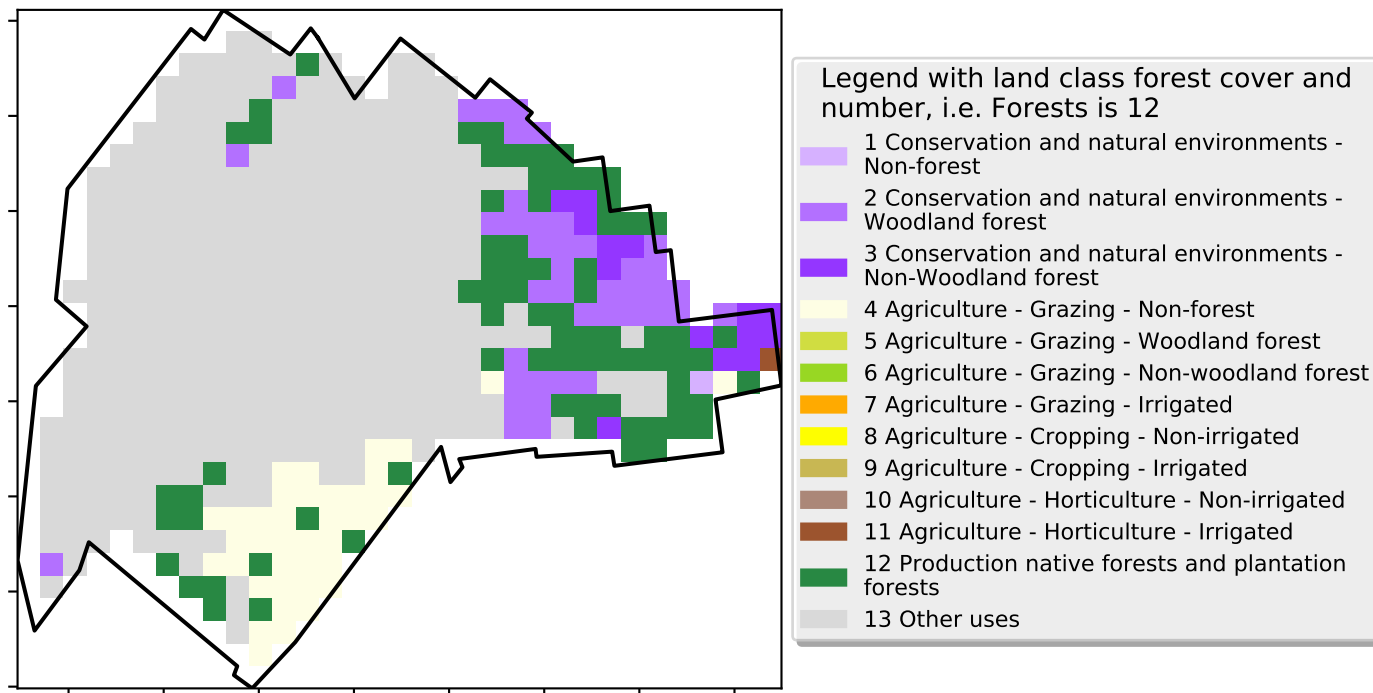 Legend with land class forest cover and
number, i.e. Forests is 12
1 Conservation and natural environments -
Non-forest
2 Conservation and natural environments -
Woodland forest
3 Conservation and natural environments -
Non-Woodland forest
4 Agriculture - Grazing - Non-forest
5 Agriculture - Grazing - Woodland forest
6 Agriculture - Grazing - Non-woodland forest
7 Agriculture - Grazing - Irrigated
8 Agriculture - Cropping - Non-irrigated
9 Agriculture - Cropping - Irrigated
10 Agriculture - Horticulture - Non-irrigated
11 Agriculture - Horticulture - Irrigated
12 Production native forests and plantation
forests
13 Other uses